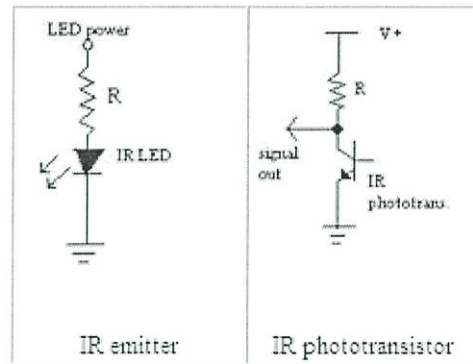 LED power
R
IR LED
IR emitter
V+
R
signal
out
IR
phototrans.
IR phototransistor